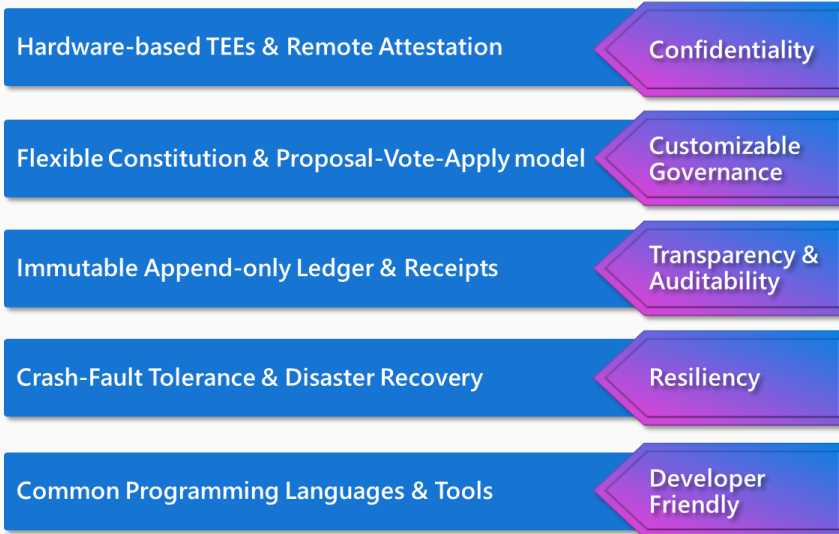 Hardware-based TEEs & Remote Attestation
Confidentiality
Flexible Constitution & Proposal-Vote-Apply model
Customizable
Governance
Immutable Append-only Ledger & Receipts
Transparency &
Auditability
Crash-Fault Tolerance & Disaster Recovery
Resiliency
Common Programming Languages & Tools
Developer
Friendly